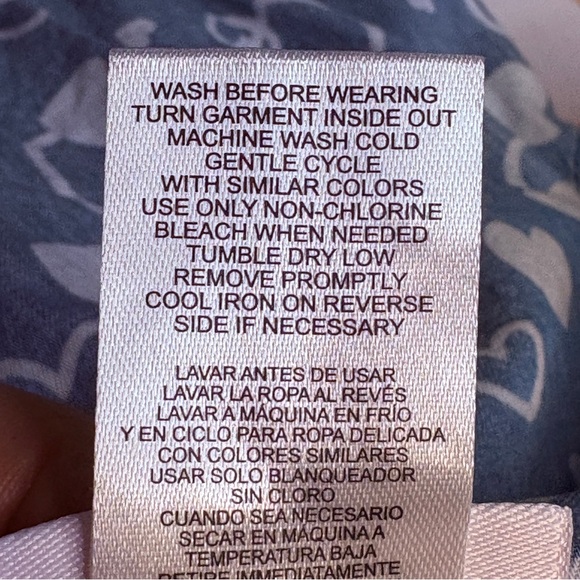 WASH BEFORE WEARING
TURN GARMENT INSIDE OUT
MACHINE WASH COLD
GENTLE CYCLE
WITH SIMILAR COLORS
USE ONLY NON-CHLORINE
BLEACH WHEN NEEDED
TUMBLE DRY LOW
REMOVE PROMPTLY
COOL IRON ON REVERSE
SIDE IF NECESSARY
LAVAR ANTES DE USAR
LAVAR LA ROPA AL REVÉS
LAVAR A MÁQUINA EN FRÍO
Y EN CICLO PARA ROPA DELICADA
CON COLORES SIMILARES
USAR SOLO BLANQUEADOR
SIN CLORO
CUANDO SEA NECESARIO
SECAR EN MÁQUINA A
TEMPERATURA BAJA
RETIRE IMMEDIATAMENTE